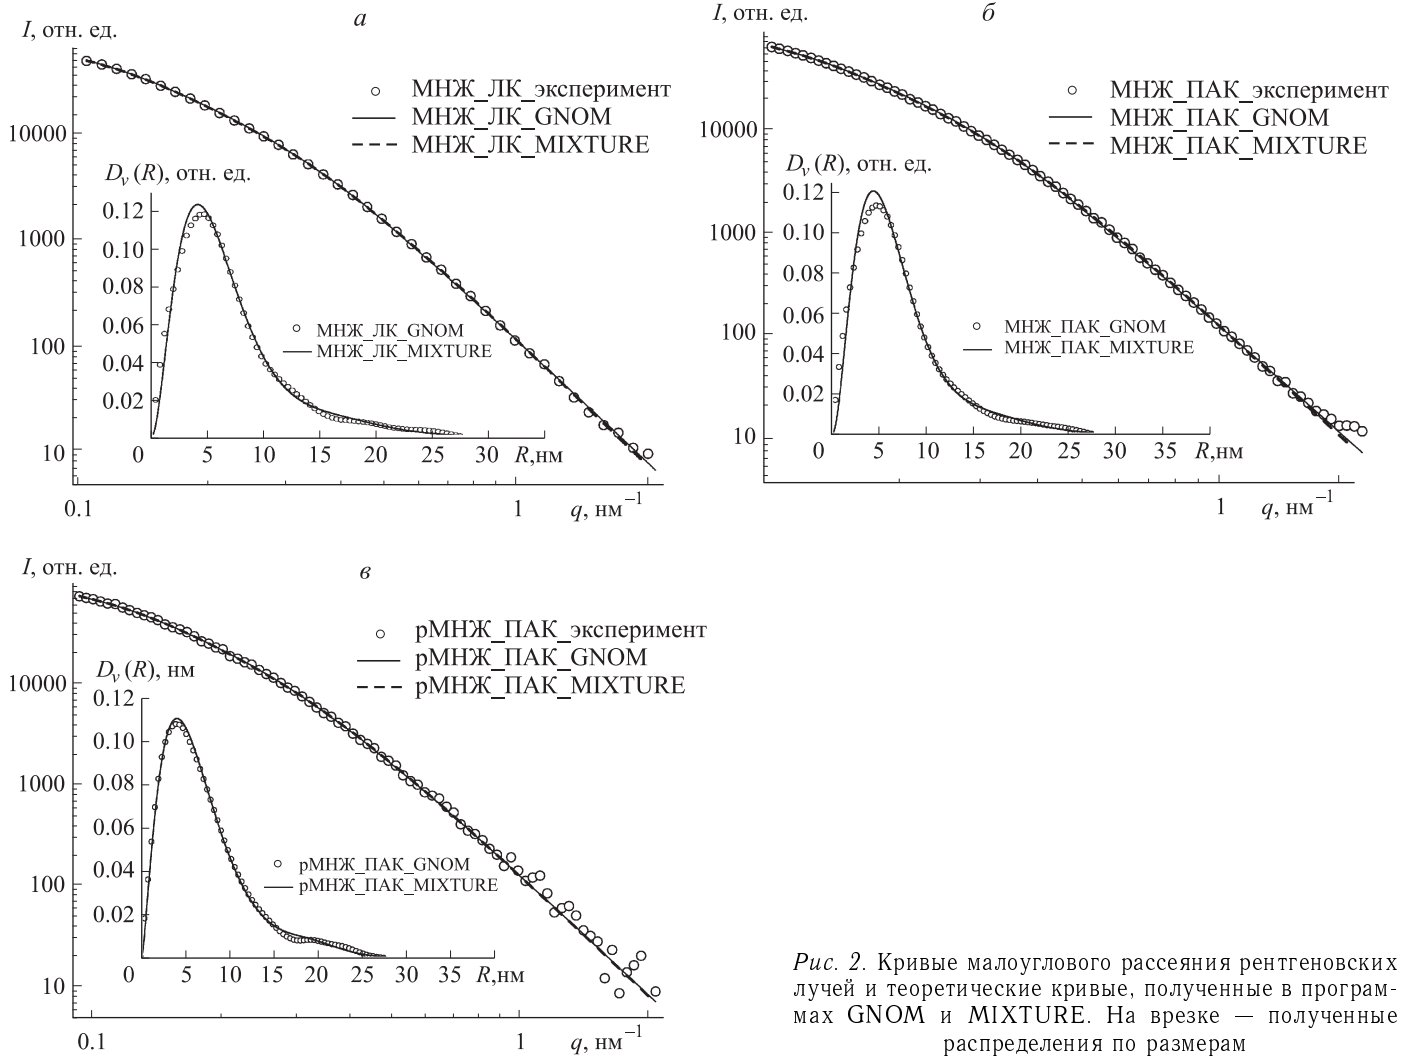 I, отн. ед.
а
МНЖ_ЛК_эксперимент
МНЖ_ЛК_GNOM
МНЖ_ЛК_MIXTURE
10000
1000
100
10
D_v (R), отн. ед.
0.12
0.10
0.08
0.06
0.04
0.02
МНЖ_ЛК_GNOM
МНЖ_ЛК_MIXTURE
0 5 10 15 20 25 30 R,нм
0.1 1 q, нм⁻¹
I, отн. ед.
б
МНЖ_ПАК_эксперимент
МНЖ_ПАК_GNOM
МНЖ_ПАК_MIXTURE
10000
1000
100
10
D_v (R), отн. ед.
0.12
0.10
0.08
0.06
0.04
0.02
МНЖ_ПАК_GNOM
МНЖ_ПАК_MIXTURE
0 5 10 15 20 25 30 35 R,нм
1 q, нм⁻¹
I, отн. ед.
в
рМНЖ_ПАК_эксперимент
рМНЖ_ПАК_GNOM
рМНЖ_ПАК_MIXTURE
10000
1000
100
10
D_v (R), нм
0.12
0.10
0.08
0.06
0.04
0.02
рМНЖ_ПАК_GNOM
рМНЖ_ПАК_MIXTURE
0 5 10 15 20 25 30 35 R,нм
0.1 1 q, нм⁻¹
Рис. 2. Кривые малоуглового рассеяния рентгеновских
лучей и теоретические кривые, полученные в програм-
мах GNOM и MIXTURE. На врезке — полученные
распределения по размерам